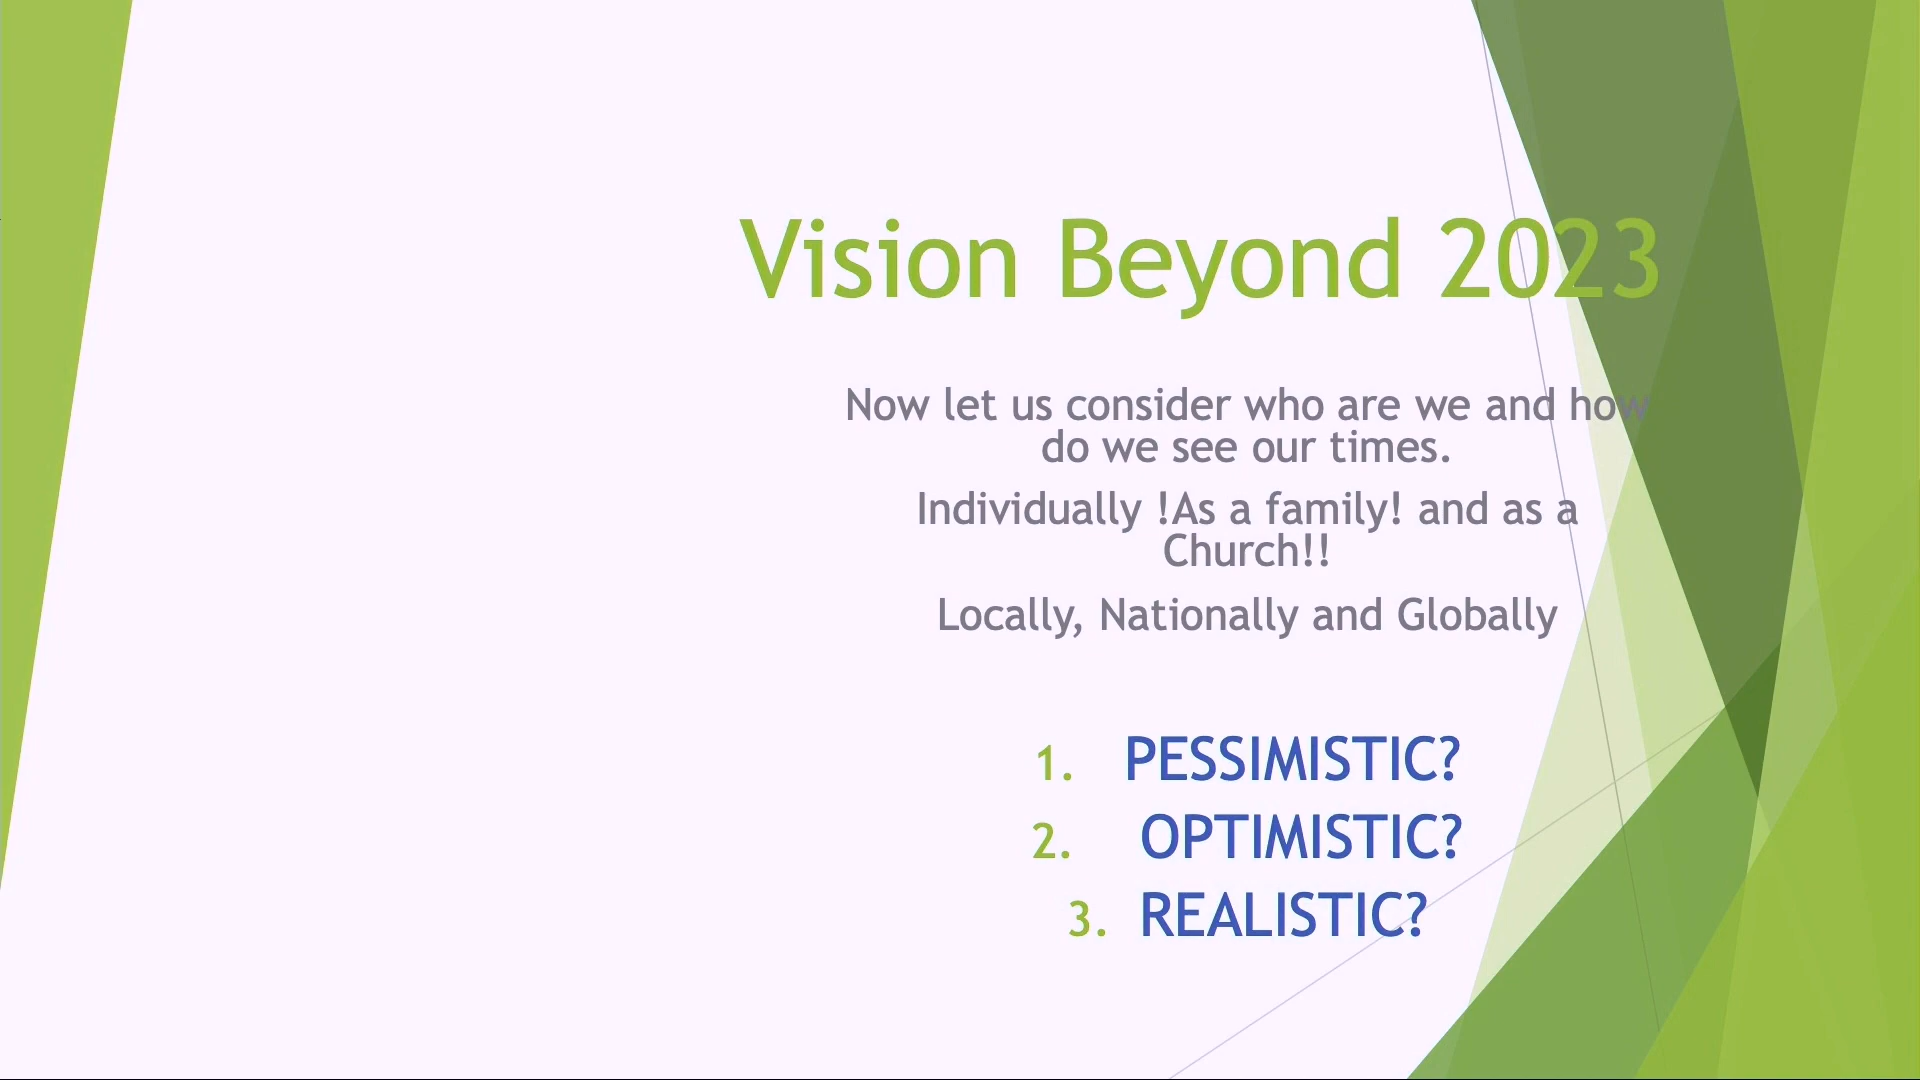 Vision Beyond 2023
Now let us consider who are we and how
do we see our times.
Individually !As a family! and as a
Church!!
Locally, Nationally and Globally
1. PESSIMISTIC?
2. OPTIMISTIC?
3. REALISTIC?